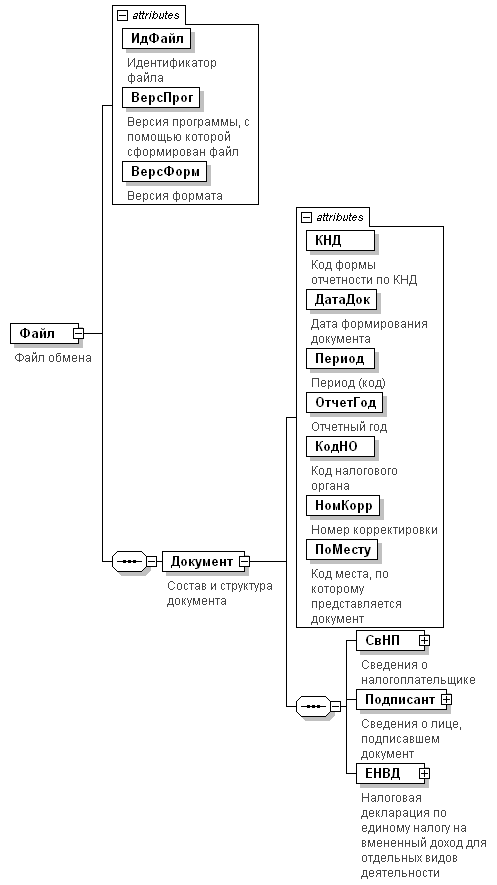 attributes
ИдФайл
Идентификатор
файла
ВерсПрог
Версия программы, с
помощью которой
сформирован файл
ВерсФорм
Версия формата
Файл
Файл обмена
Документ
Состав и структура
документа
attributes
КНД
Код формы
отчетности по КНД
ДатаДок
Дата формирования
документа
Период
Период (код)
ОтчетГод
Отчетный год
КодНО
Код налогового
органа
НомКорр
Номер корректировки
ПоМесту
Код места, по
которому
представляется
документ
СвНП
Сведения о
налогоплательщике
Подписант
Сведения о лице,
подписавшем
документ
ЕНВД
Налоговая
декларация по
единому налогу на
вмененный доход для
отдельных видов
деятельности